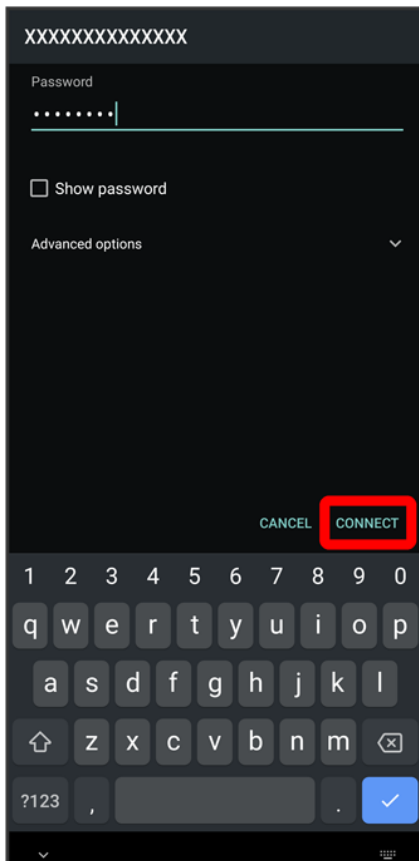 XXXXXXXXXXXXXX
Password
••••••••
Show password
Advanced options
CANCEL CONNECT
1 2 3 4 5 6 7 8 9 0
q w e r t y u i o p
a s d f g h j k l
z x c v b n m
?123 , .